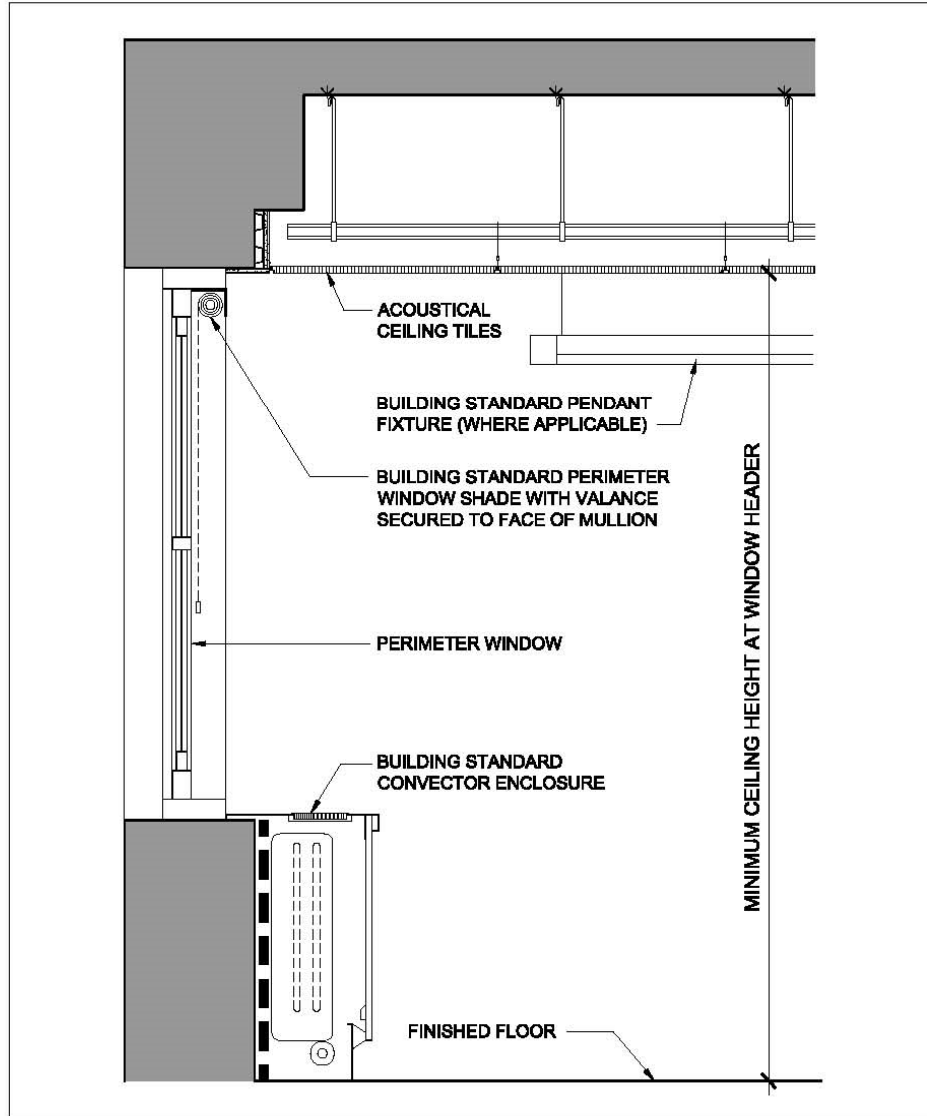 ACOUSTICAL
CEILING TILES
BUILDING STANDARD PENDANT
FIXTURE (WHERE APPLICABLE)
BUILDING STANDARD PERIMETER
WINDOW SHADE WITH VALANCE
SECURED TO FACE OF MULLION
PERIMETER WINDOW
BUILDING STANDARD
CONVECTOR ENCLOSURE
FINISHED FLOOR
MINIMUM CEILING HEIGHT AT WINDOW HEADER